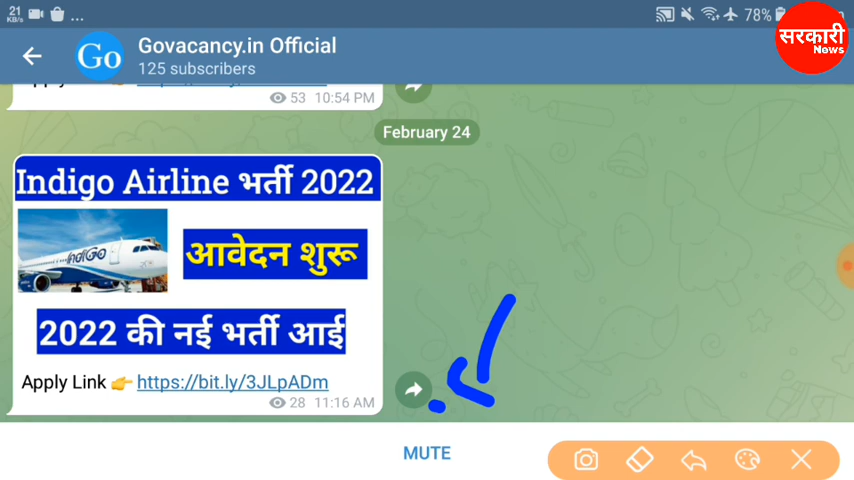 21
KB/s
...
78%
सरकारी
News
Go
Govacancy.in Official
125 subscribers
53 10:54 PM
February 24
Indigo Airline भर्ती 2022
IndiGo
आवेदन शुरू
2022 की नई भर्ती आई
Apply Link 👉 https://bit.ly/3JLpADm
28 11:16 AM
MUTE